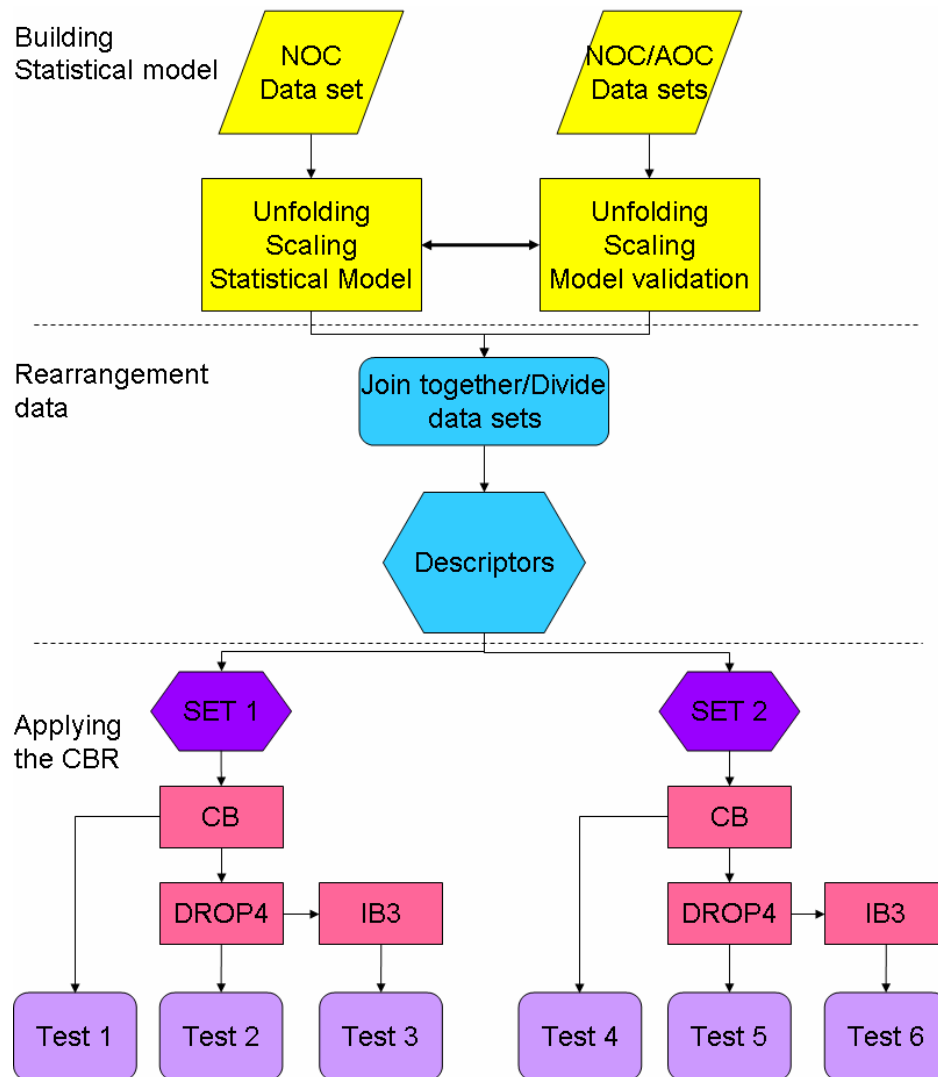 Building
Statistical model
NOC
Data set
NOC/AOC
Data sets
Unfolding
Scaling
Statistical Model
Unfolding
Scaling
Model validation
Rearrangement
data
Join together/Divide
data sets
Descriptors
Applying
the CBR
SET 1
SET 2
CB
CB
DROP4
IB3
DROP4
IB3
Test 1
Test 2
Test 3
Test 4
Test 5
Test 6